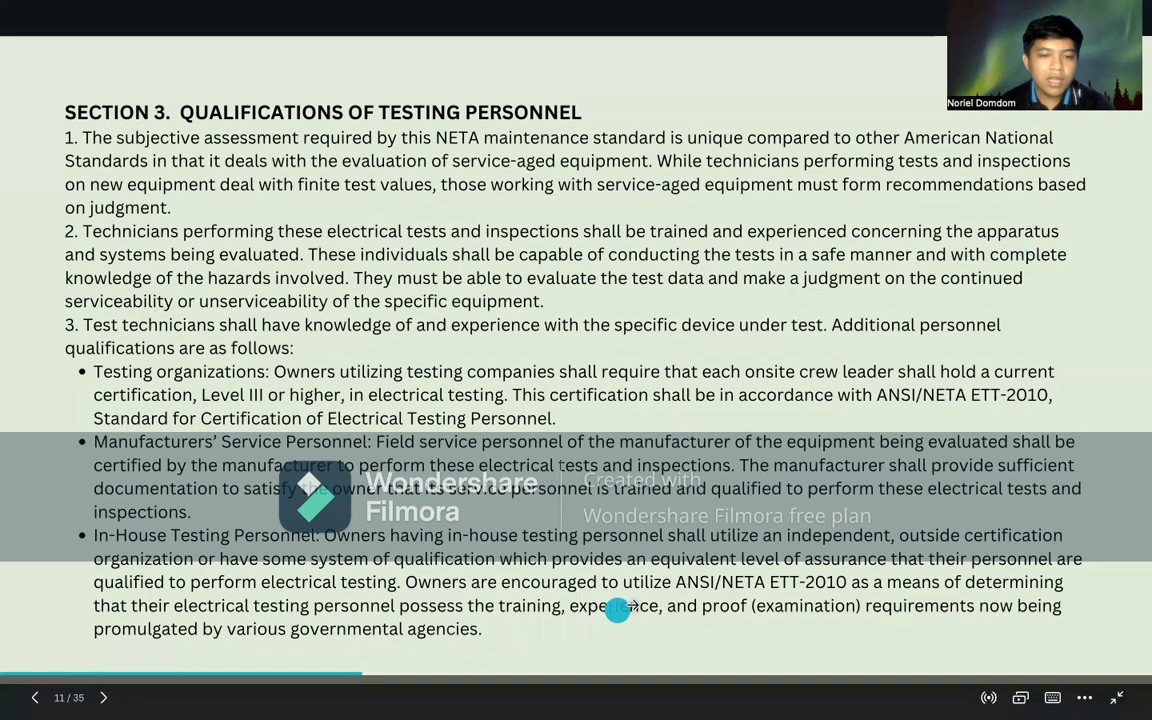 Noriel Domdom
SECTION 3. QUALIFICATIONS OF TESTING PERSONNEL
1. The subjective assessment required by this NETA maintenance standard is unique compared to other American National
Standards in that it deals with the evaluation of service-aged equipment. While technicians performing tests and inspections
on new equipment deal with finite test values, those working with service-aged equipment must form recommendations based
on judgment.
2. Technicians performing these electrical tests and inspections shall be trained and experienced concerning the apparatus
and systems being evaluated. These individuals shall be capable of conducting the tests in a safe manner and with complete
knowledge of the hazards involved. They must be able to evaluate the test data and make a judgment on the continued
serviceability or unserviceability of the specific equipment.
3. Test technicians shall have knowledge of and experience with the specific device under test. Additional personnel
qualifications are as follows:
• Testing organizations: Owners utilizing testing companies shall require that each onsite crew leader shall hold a current
certification, Level III or higher, in electrical testing. This certification shall be in accordance with ANSI/NETA ETT-2010,
Standard for Certification of Electrical Testing Personnel.
• Manufacturers’ Service Personnel: Field service personnel of the manufacturer of the equipment being evaluated shall be
certified by the manufacturer to perform these electrical tests and inspections. The manufacturer shall provide sufficient
documentation to satisfy the owner that its service personnel is trained and qualified to perform these electrical tests and
inspections.
• In-House Testing Personnel: Owners having in-house testing personnel shall utilize an independent, outside certification
organization or have some system of qualification which provides an equivalent level of assurance that their personnel are
qualified to perform electrical testing. Owners are encouraged to utilize ANSI/NETA ETT-2010 as a means of determining
that their electrical testing personnel possess the training, experience, and proof (examination) requirements now being
promulgated by various governmental agencies.
Wondershare
Filmora
Created with
Wondershare Filmora free plan
11 / 35